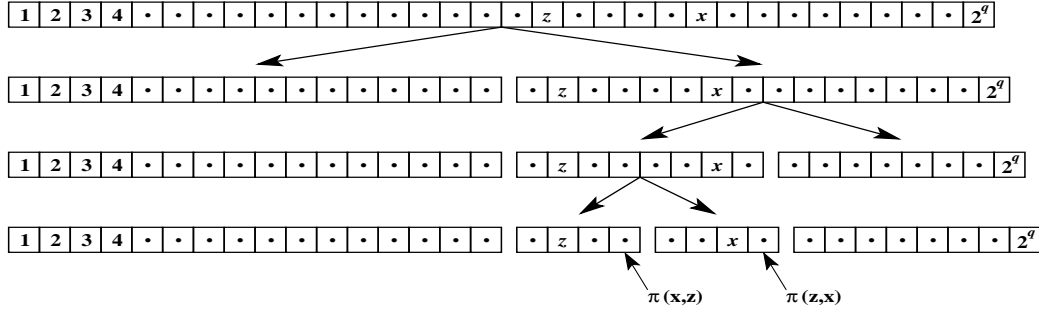 1 2 3 4 • • • • • • • • • • • • • z • • • • x • • • • • • • • 2^q
1 2 3 4 • • • • • • • • • • • • • z • • • • x • • • • • • • • 2^q
1 2 3 4 • • • • • • • • • • • • • z • • • • x • • • • • • • • 2^q
1 2 3 4 • • • • • • • • • • • • • z • • • • x • • • • • • • • 2^q
π(x,z) π(z,x)